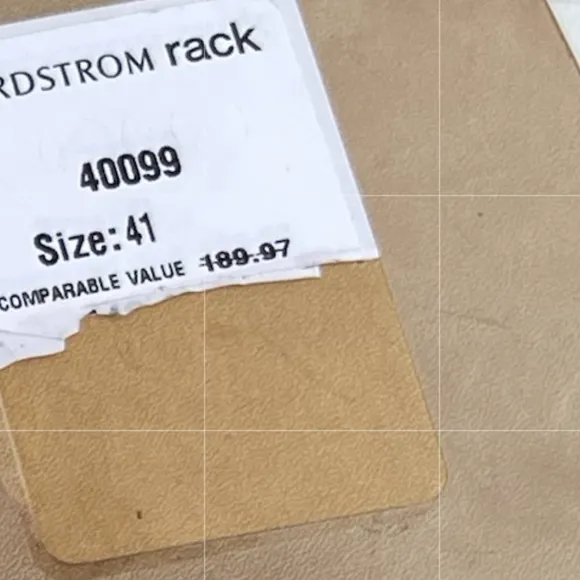 RDSTROM rack
40099
Size: 41
COMPARABLE VALUE 189.97